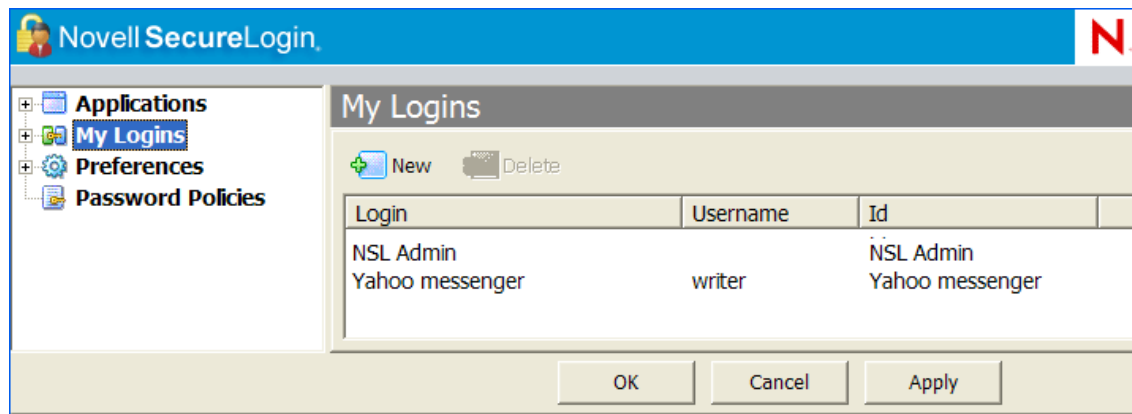 Novell SecureLogin.
N.
Applications
My Logins
Preferences
Password Policies
My Logins
New Delete
Login Username Id
NSL Admin NSL Admin
Yahoo messenger writer Yahoo messenger
OK Cancel Apply